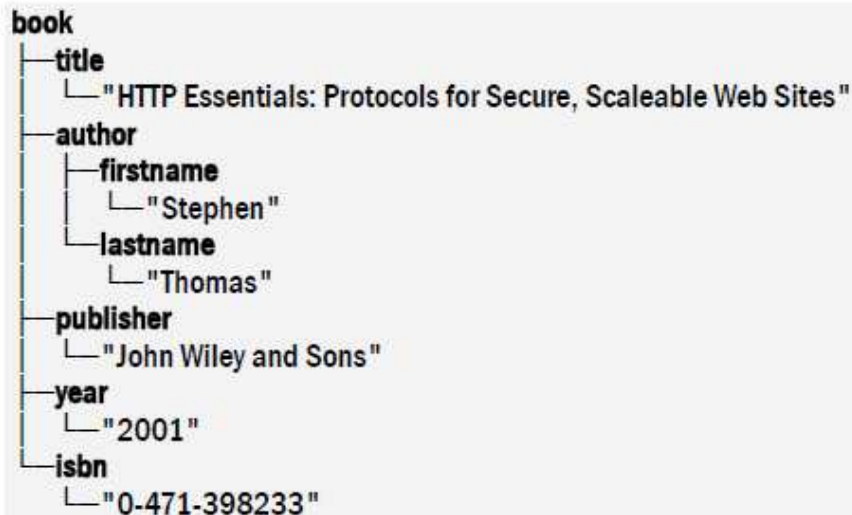 book
title
"HTTP Essentials: Protocols for Secure, Scaleable Web Sites"
author
firstname
"Stephen"
lastname
"Thomas"
publisher
"John Wiley and Sons"
year
"2001"
isbn
"0-471-398233"